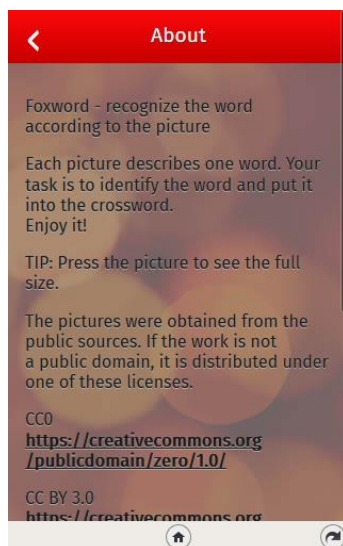 About
Foxword - recognize the word
according to the picture
Each picture describes one word. Your
task is to identify the word and put it
into the crossword.
Enjoy it!
TIP: Press the picture to see the full
size.
The pictures were obtained from the
public sources. If the work is not
a public domain, it is distributed under
one of these licenses.
CC0
https://creativecommons.org
/publicdomain/zero/1.0/
CC BY 3.0
https://creativecommons.org